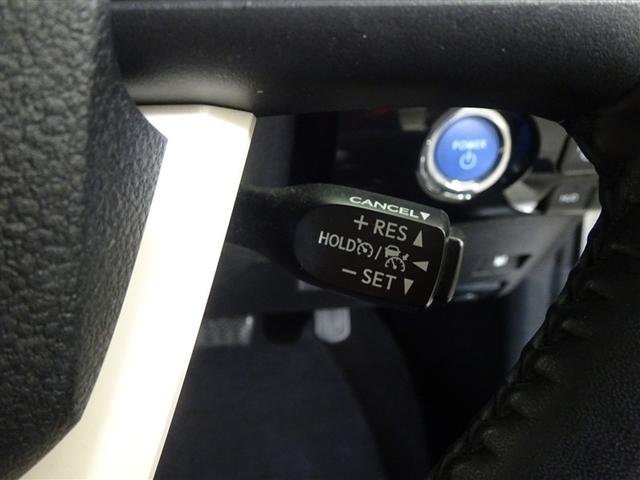 POWER
CANCEL▼
+ RES ▲
HOLD / ◀
− SET ▼